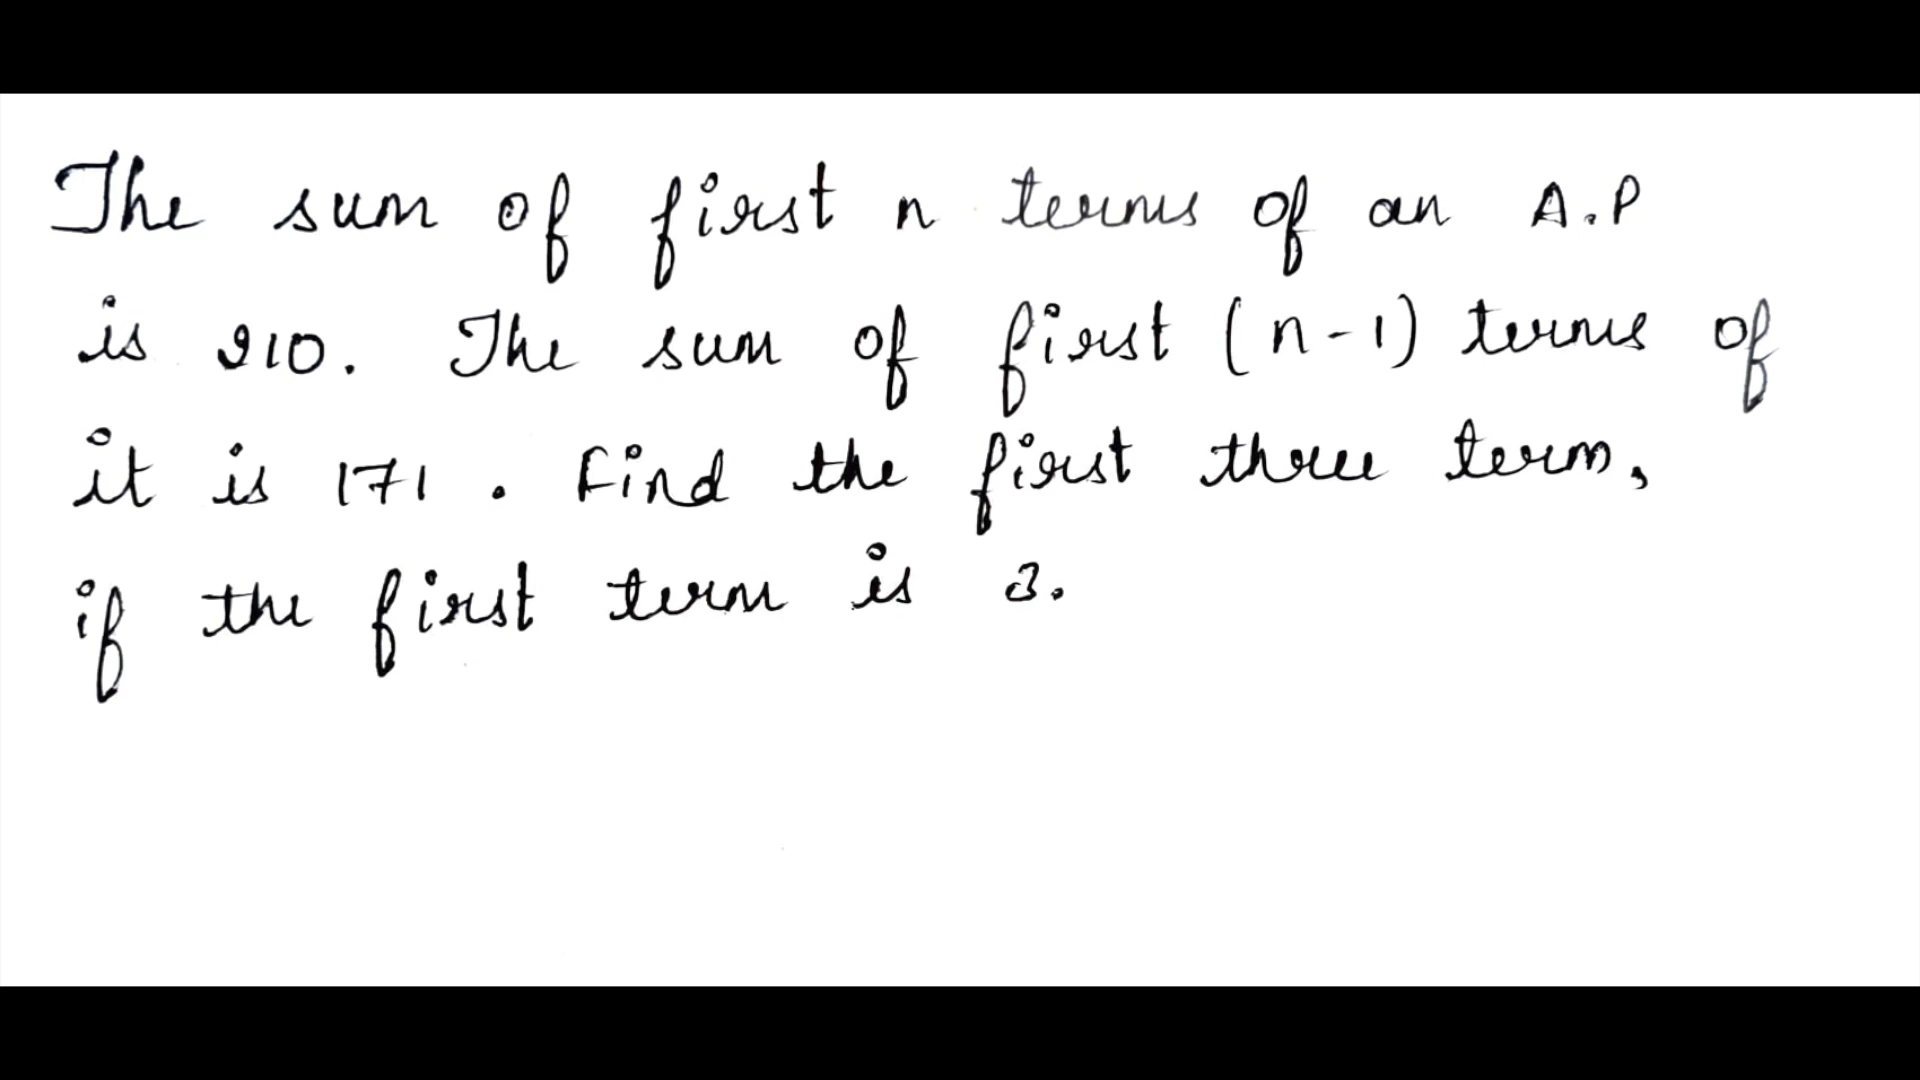 The sum of first n terms of an A.P
is 210. The sum of first (n-1) terms of
it is 171. Find the first three term,
if the first term is 3.